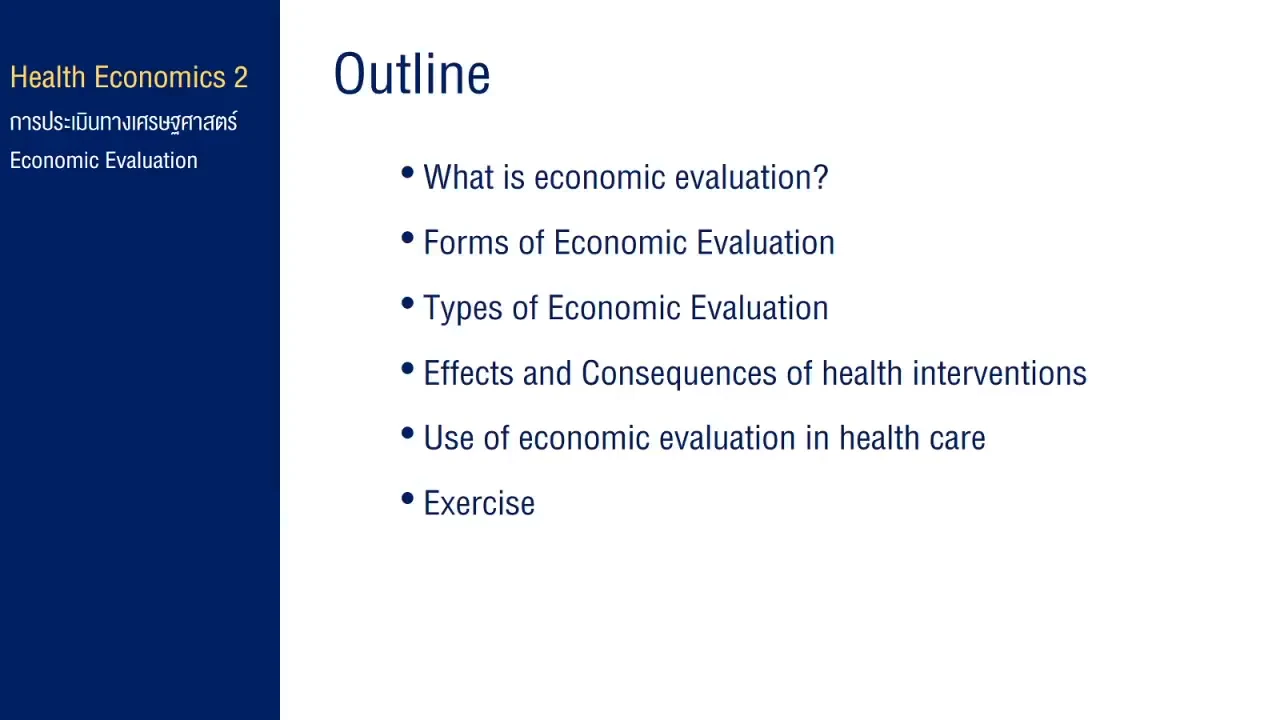 Health Economics 2
การประเมินทางเศรษฐศาสตร์
Economic Evaluation
Outline
• What is economic evaluation?
• Forms of Economic Evaluation
• Types of Economic Evaluation
• Effects and Consequences of health interventions
• Use of economic evaluation in health care
• Exercise